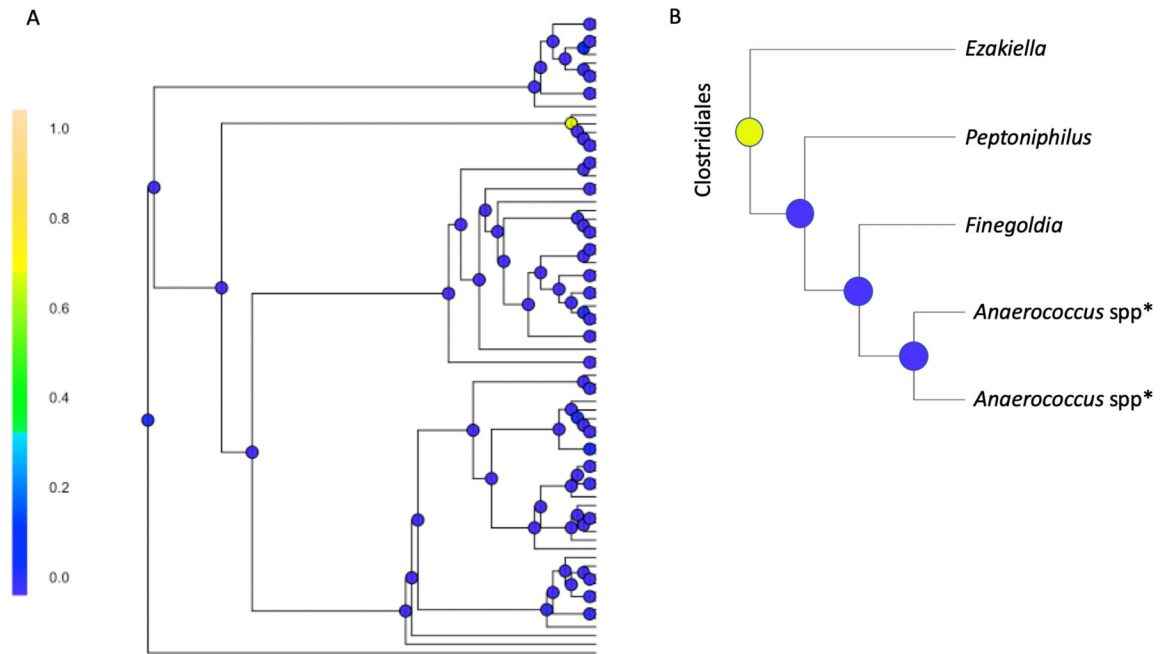 A
1.0
0.8
0.6
0.4
0.2
0.0
B
Clostridiales
Ezakiella
Peptoniphilus
Finegoldia
Anaerococcus spp*
Anaerococcus spp*